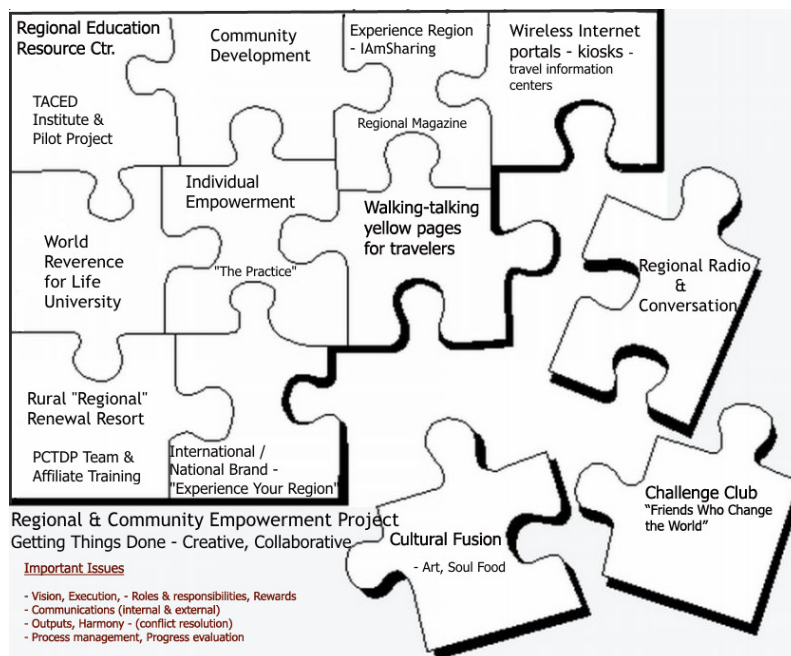 Regional Education
Resource Ctr.
TACED
Institute &
Pilot Project
Community
Development
Experience Region
- IAmSharing
Regional Magazine
Wireless Internet
portals - kiosks -
travel information
centers
World
Reverence
for Life
University
Individual
Empowerment
"The Practice"
Walking-talking
yellow pages
for travelers
Regional Radio
&
Conversation
Rural "Regional"
Renewal Resort
PCTDP Team &
Affiliate Training
International /
National Brand -
"Experience Your Region"
Cultural Fusion
- Art, Soul Food
Challenge Club
“Friends Who Change
the World”
Regional & Community Empowerment Project
Getting Things Done - Creative, Collaborative
Important Issues
- Vision, Execution, - Roles & responsibilities, Rewards
- Communications (internal & external)
- Outputs, Harmony - (conflict resolution)
- Process management, Progress evaluation